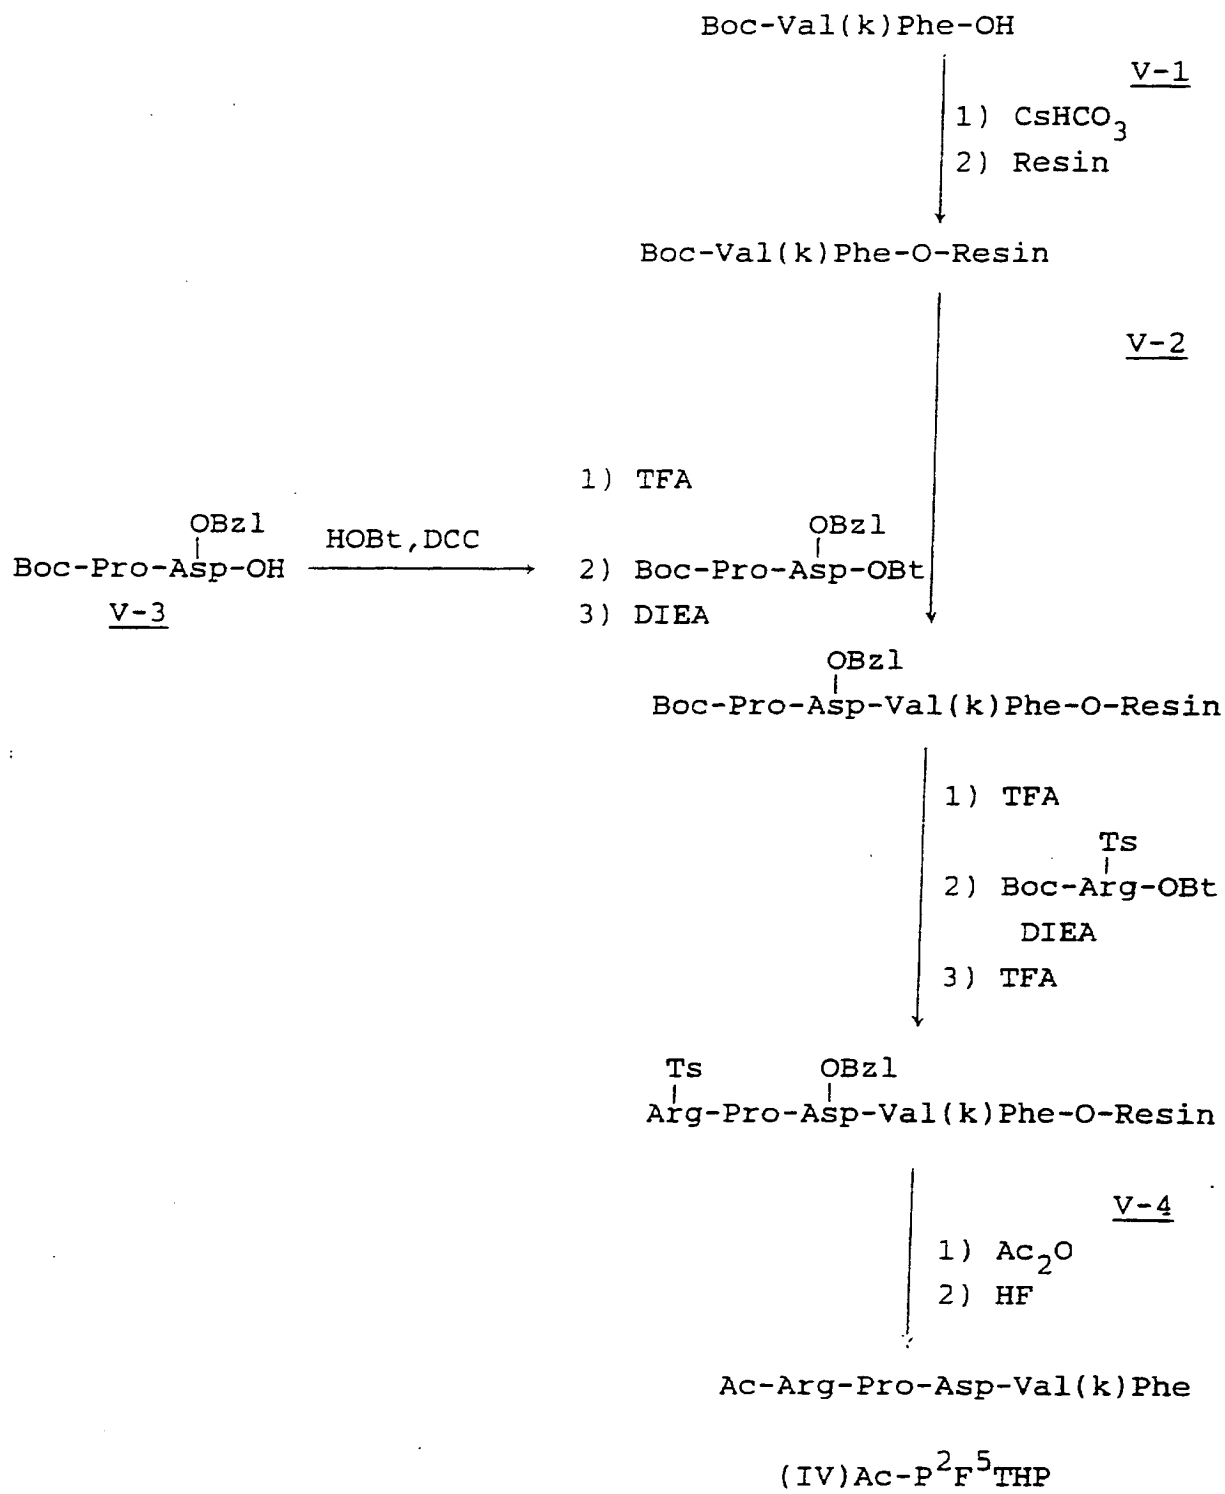 Boc-Val(k)Phe-OH
V-1
1) CsHCO3
2) Resin
Boc-Val(k)Phe-O-Resin
V-2
1) TFA
OBzl
Boc-Pro-Asp-OH
V-3
HOBt,DCC
OBzl
2) Boc-Pro-Asp-OBt
3) DIEA
OBzl
Boc-Pro-Asp-Val(k)Phe-O-Resin
1) TFA
Ts
2) Boc-Arg-OBt
DIEA
3) TFA
Ts OBzl
Arg-Pro-Asp-Val(k)Phe-O-Resin
V-4
1) Ac2O
2) HF
Ac-Arg-Pro-Asp-Val(k)Phe
(IV)Ac-P2F5THP